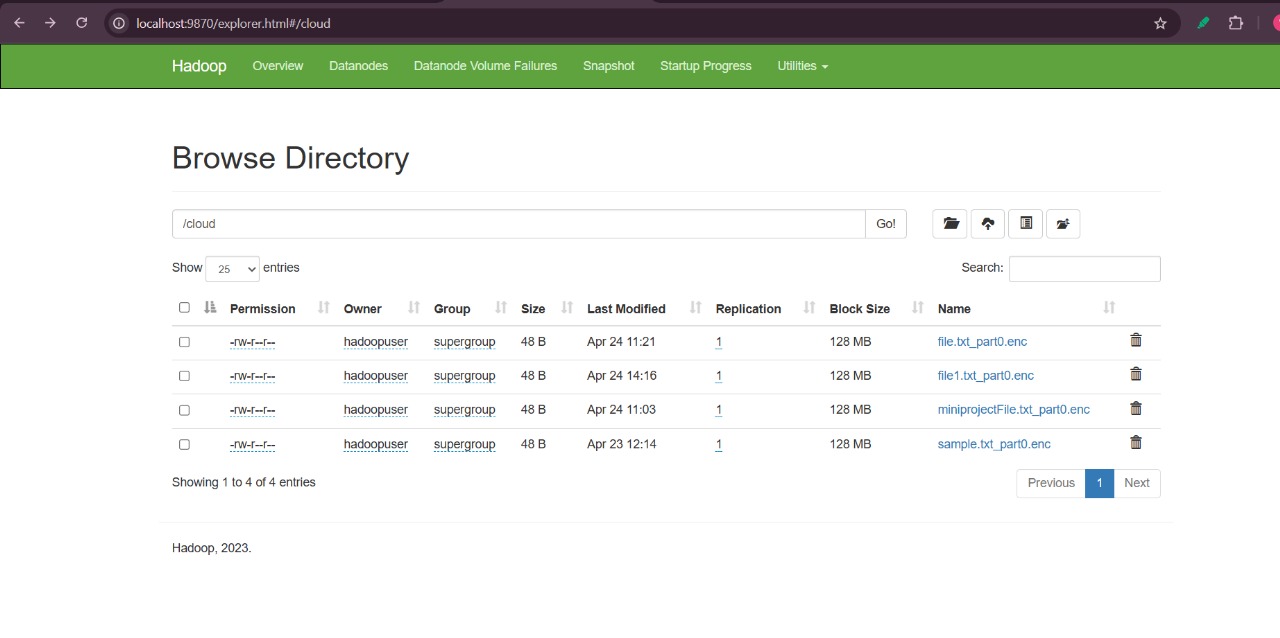 localhost:9870/explorer.html#/cloud
Hadoop Overview Datanodes Datanode Volume Failures Snapshot Startup Progress Utilities
Browse Directory
/cloud Go!
Show 25 entries Search:
Permission Owner Group Size Last Modified Replication Block Size Name
-rw-r--r-- hadoopuser supergroup 48 B Apr 24 11:21 1 128 MB file.txt_part0.enc
-rw-r--r-- hadoopuser supergroup 48 B Apr 24 14:16 1 128 MB file1.txt_part0.enc
-rw-r--r-- hadoopuser supergroup 48 B Apr 24 11:03 1 128 MB miniprojectFile.txt_part0.enc
-rw-r--r-- hadoopuser supergroup 48 B Apr 23 12:14 1 128 MB sample.txt_part0.enc
Showing 1 to 4 of 4 entries Previous 1 Next
Hadoop, 2023.